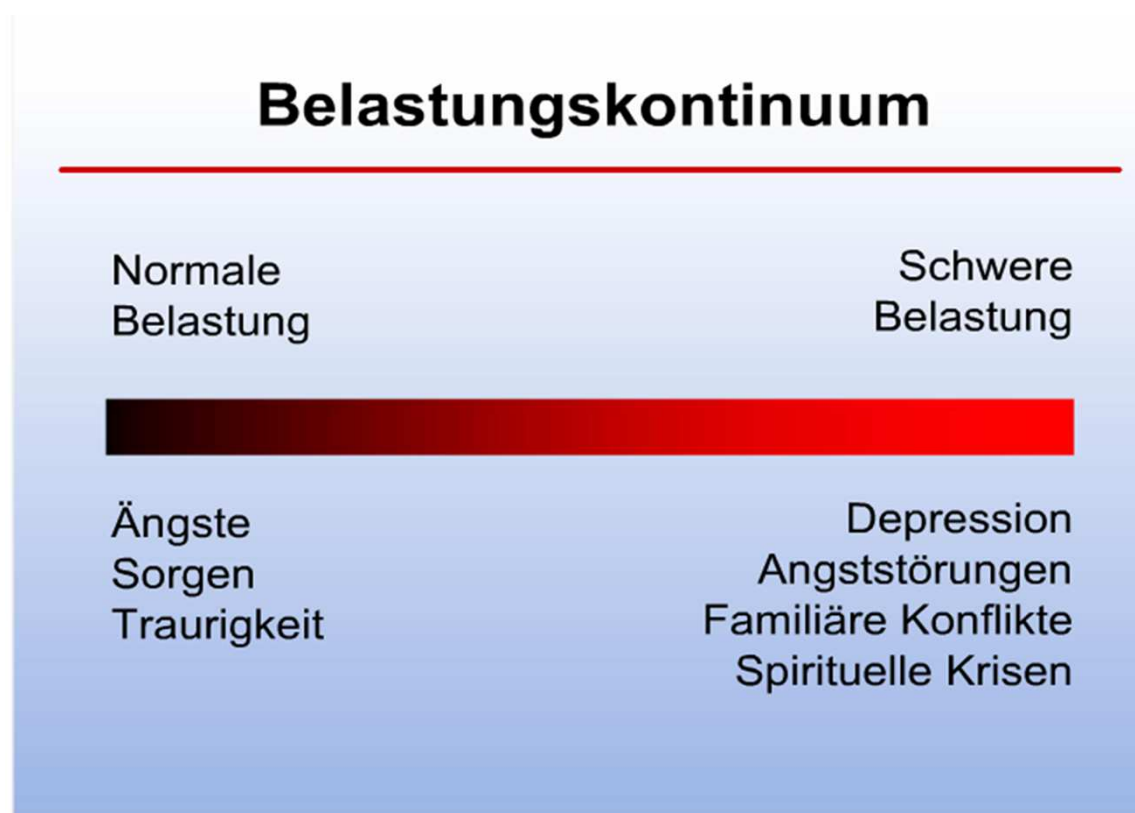 Belastungskontinuum
Normale
Belastung
Schwere
Belastung
Ängste
Sorgen
Traurigkeit
Depression
Angststörungen
Familiäre Konflikte
Spirituelle Krisen